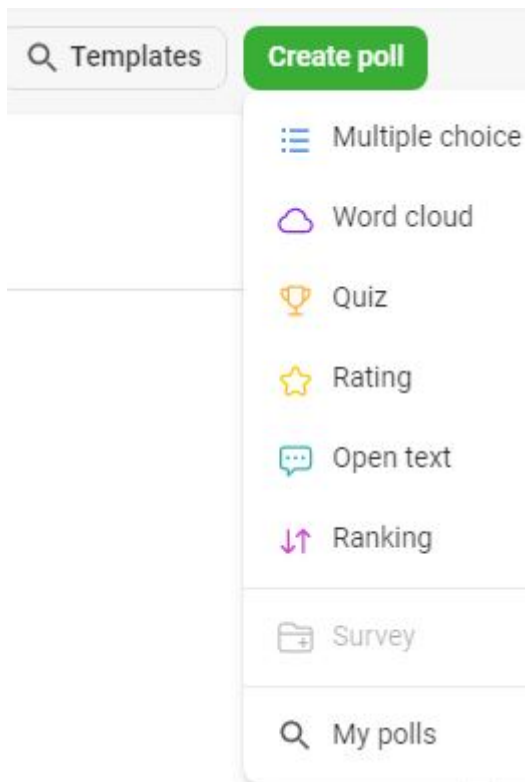 Templates
Create poll
Multiple choice
Word cloud
Quiz
Rating
Open text
Ranking
Survey
My polls